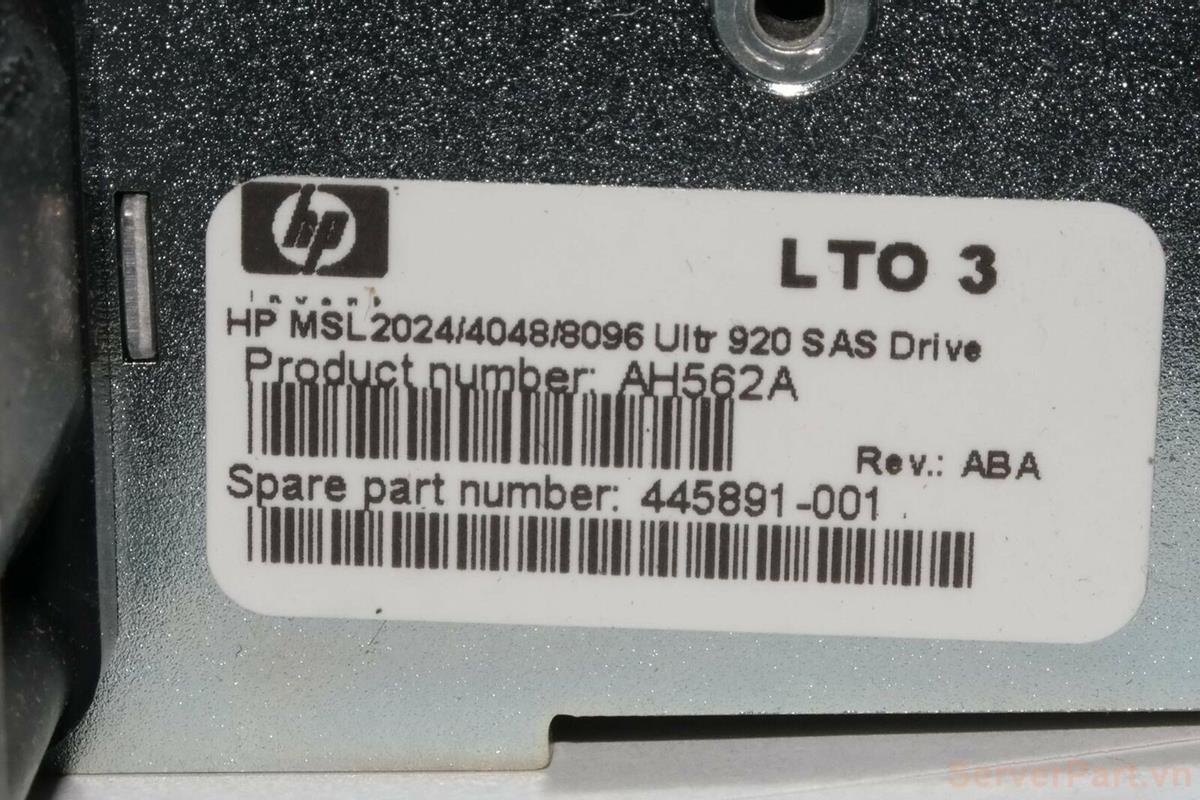 hp
invent
LTO 3
HP MSL2024/4048/8096 Ultr 920 SAS Drive
Product number: AH562A
Rev.: ABA
Spare part number: 445891-001
ServerPart.vn